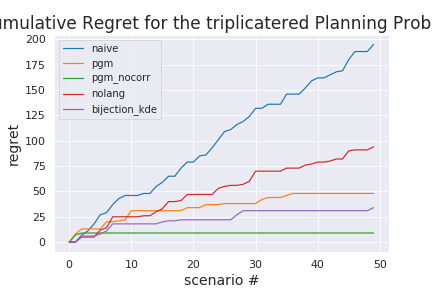 umulative Regret for the triplicatered Planning Prob
200
175
150
125
100
75
50
25
0
regret
naive
pgm
pgm_nocorr
nolang
bijection_kde
0 10 20 30 40 50
scenario #